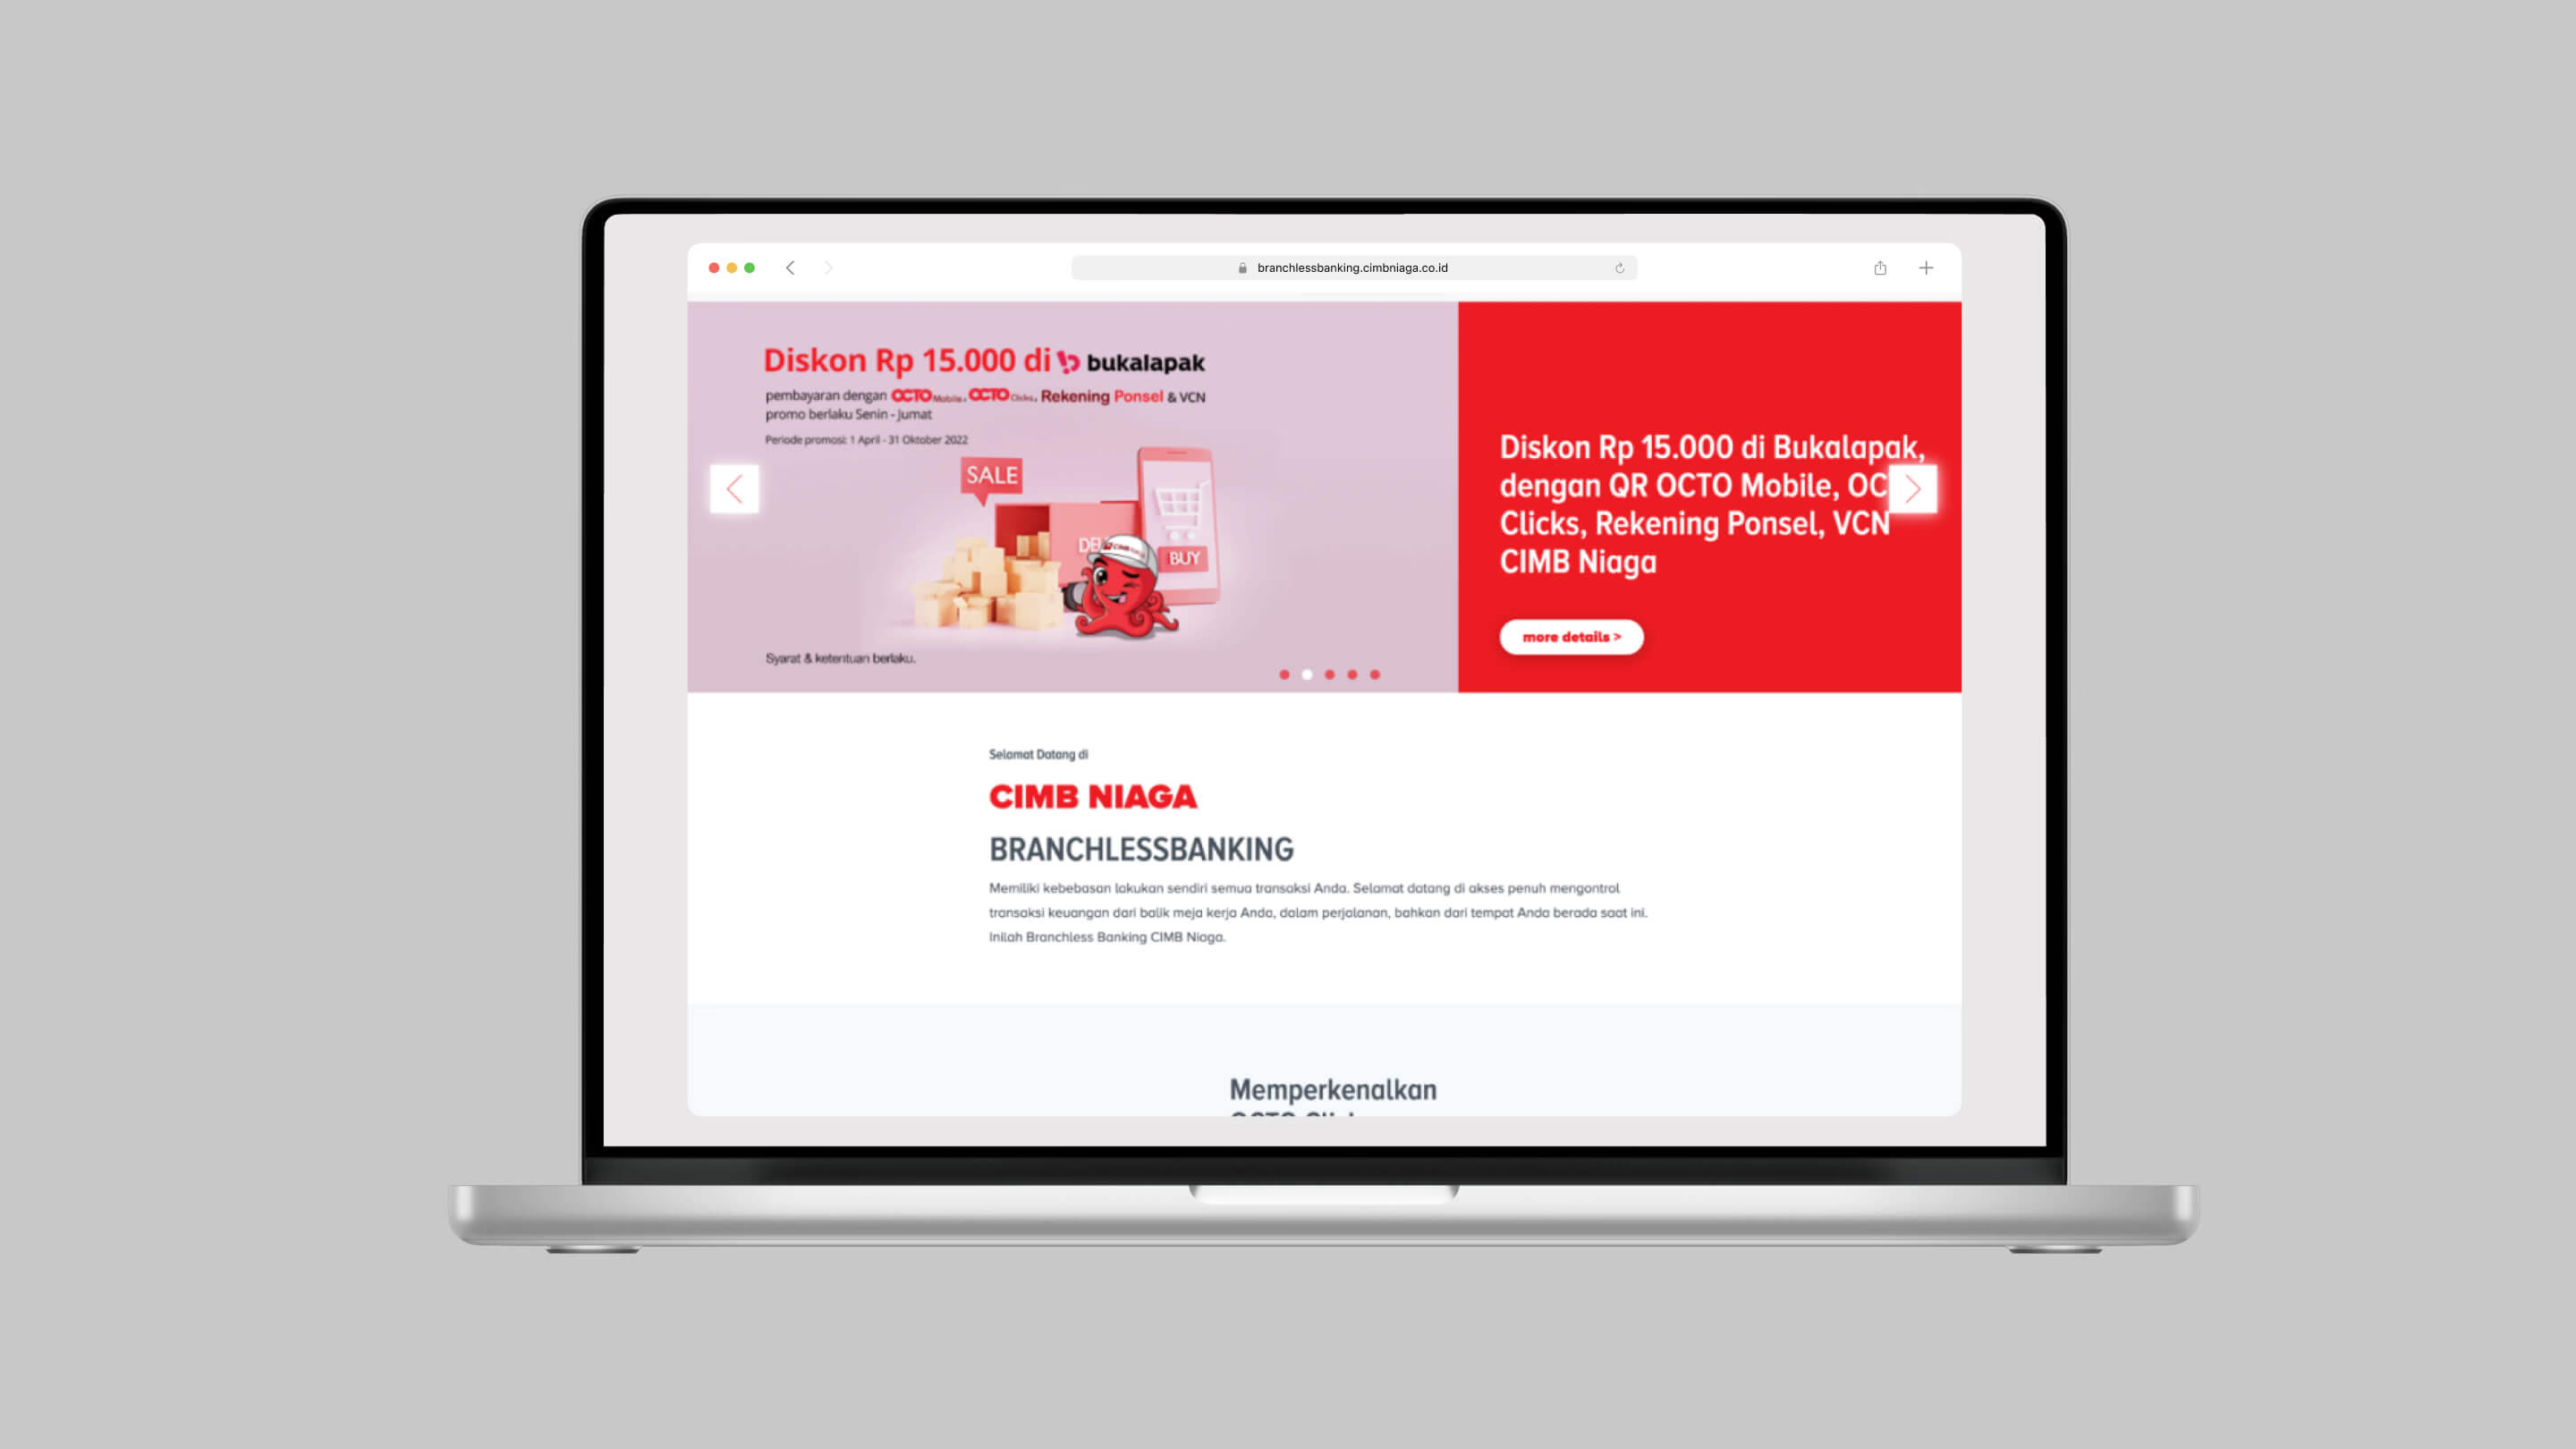 branchlessbanking.cimbniaga.co.id
Diskon Rp 15.000 di bukalapak
pembayaran dengan OCTO Mobile, OCTO Clicks, Rekening Ponsel & VCN
promo berlaku Senin - Jumat
Periode promosi: 1 April - 31 Oktober 2022
SALE
BUY
Syarat & ketentuan berlaku.
Diskon Rp 15.000 di Bukalapak,
dengan QR OCTO Mobile, OC
Clicks, Rekening Ponsel, VCN
CIMB Niaga
more details >
Selamat Datang di
CIMB NIAGA
BRANCHLESSBANKING
Memiliki kebebasan lakukan sendiri semua transaksi Anda. Selamat datang di akses penuh mengontrol
transaksi keuangan dari balik meja kerja Anda, dalam perjalanan, bahkan dari tempat Anda berada saat ini.
Inilah Branchless Banking CIMB Niaga.
Memperkenalkan